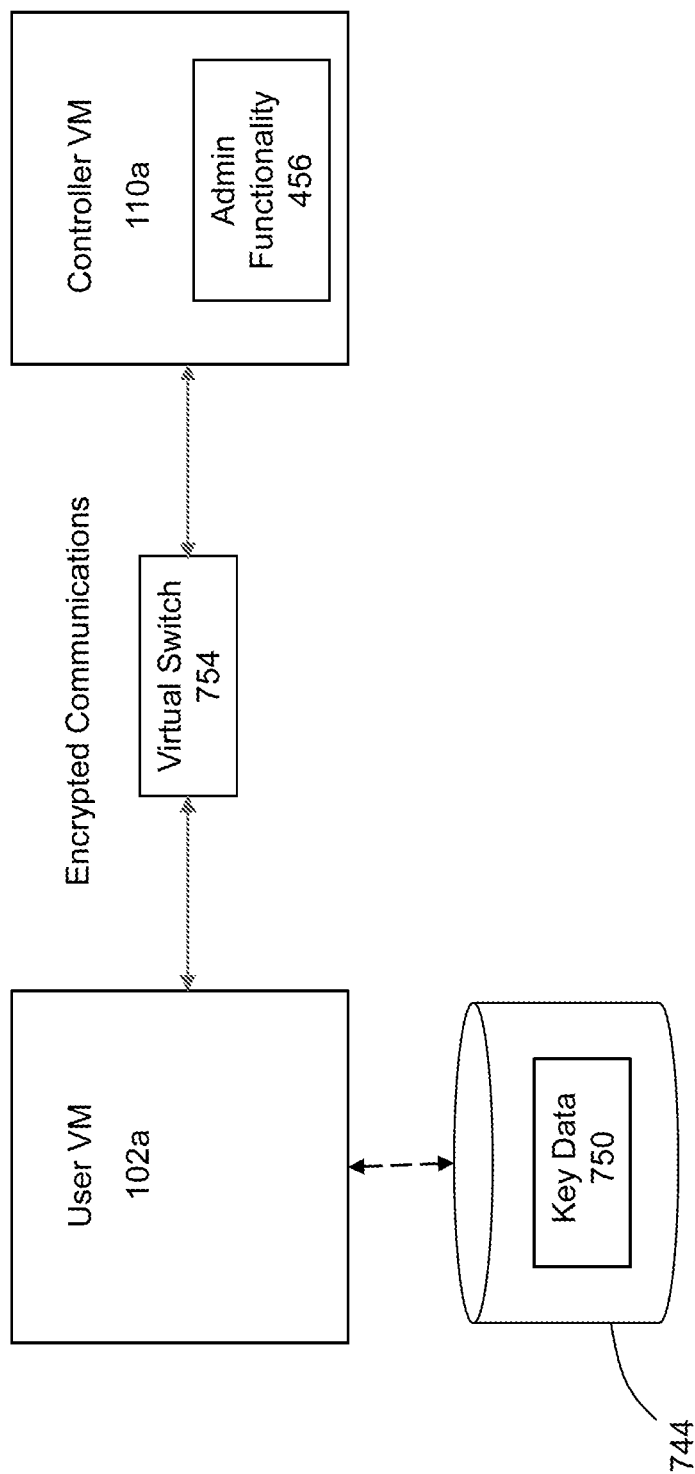 User VM
102a
Encrypted Communications
Virtual Switch
754
Controller VM
110a
Admin
Functionality
456
Key Data
750
744